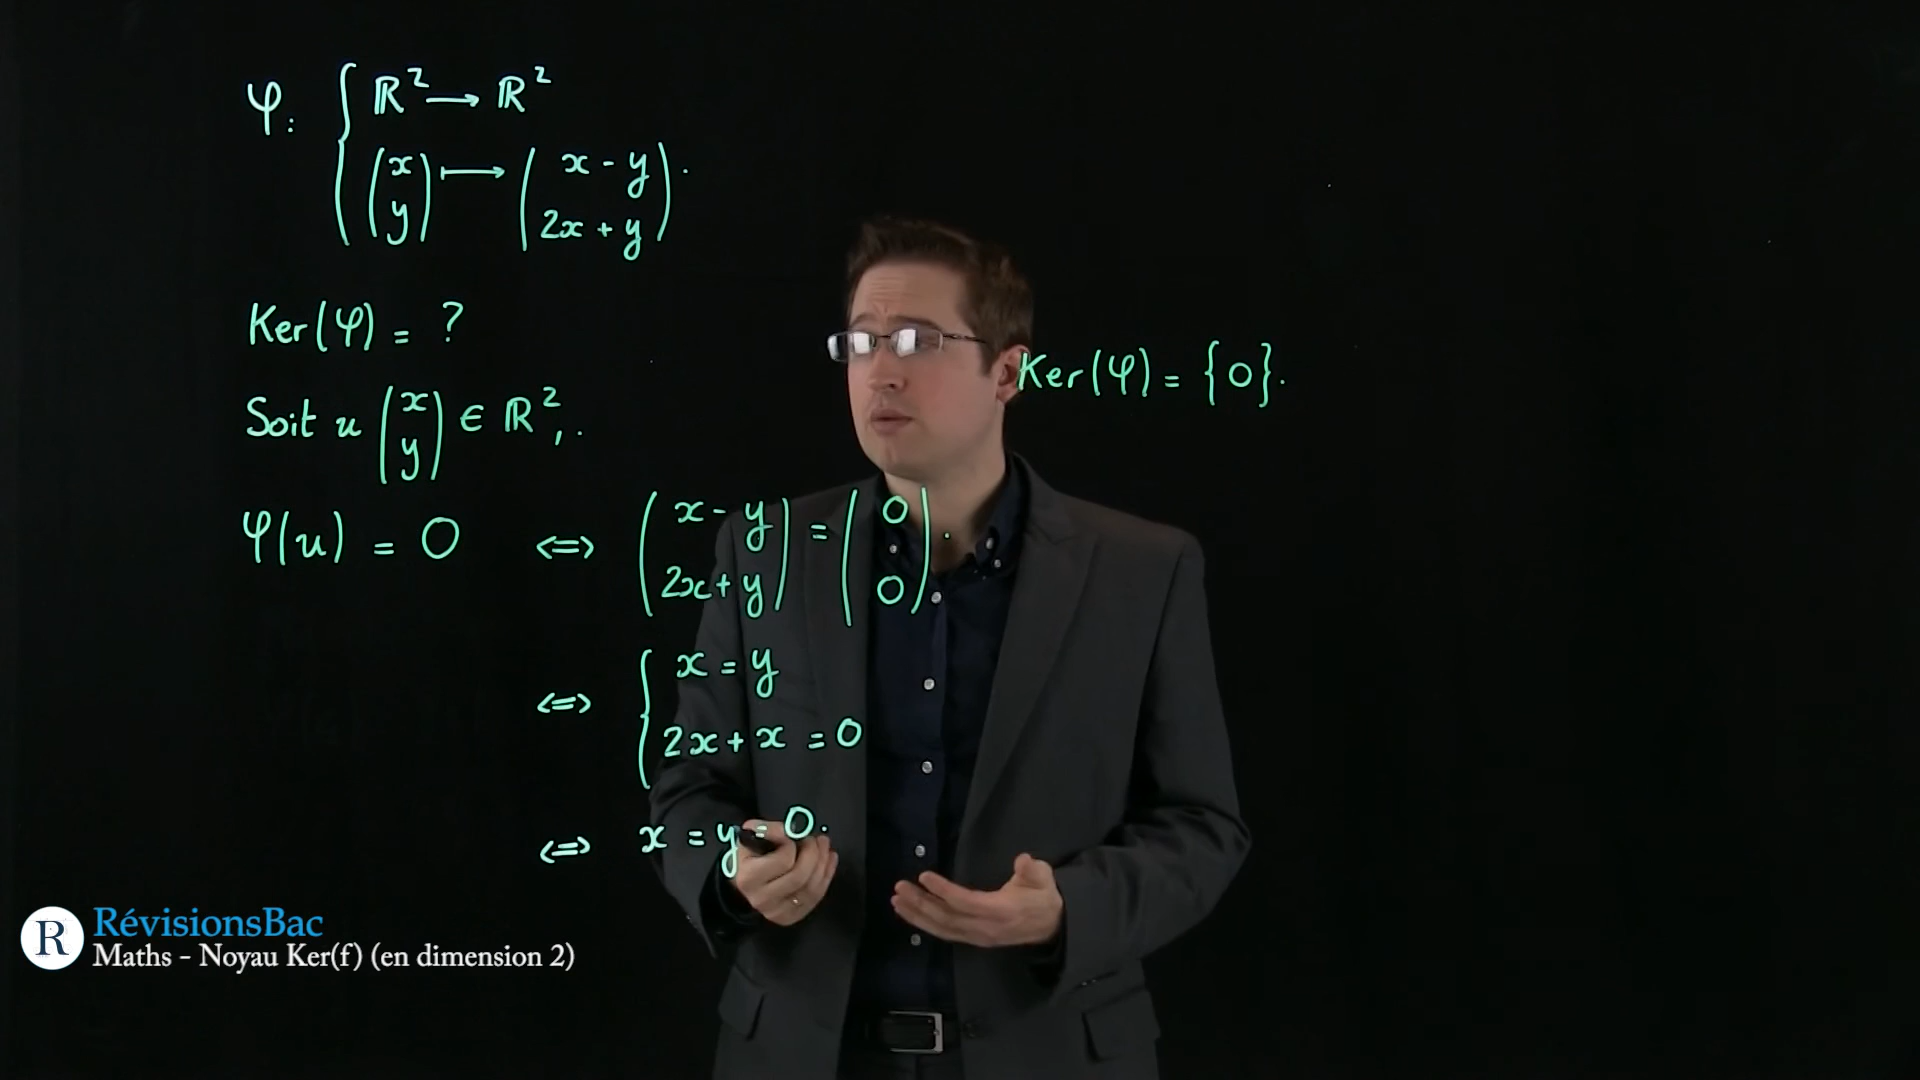 φ: { ℝ² → ℝ²
(x y) ↦ (x - y 2x + y).
Ker(φ) = ?
Soit u (x y) ∈ ℝ²,.
φ(u) = 0 ⇔ (x - y 2x + y) = (0 0).
⇔ { x = y
2x + x = 0
⇔ x = y = 0.
Ker(φ) = {0}.
R
RévisionsBac
Maths - Noyau Ker(f) (en dimension 2)